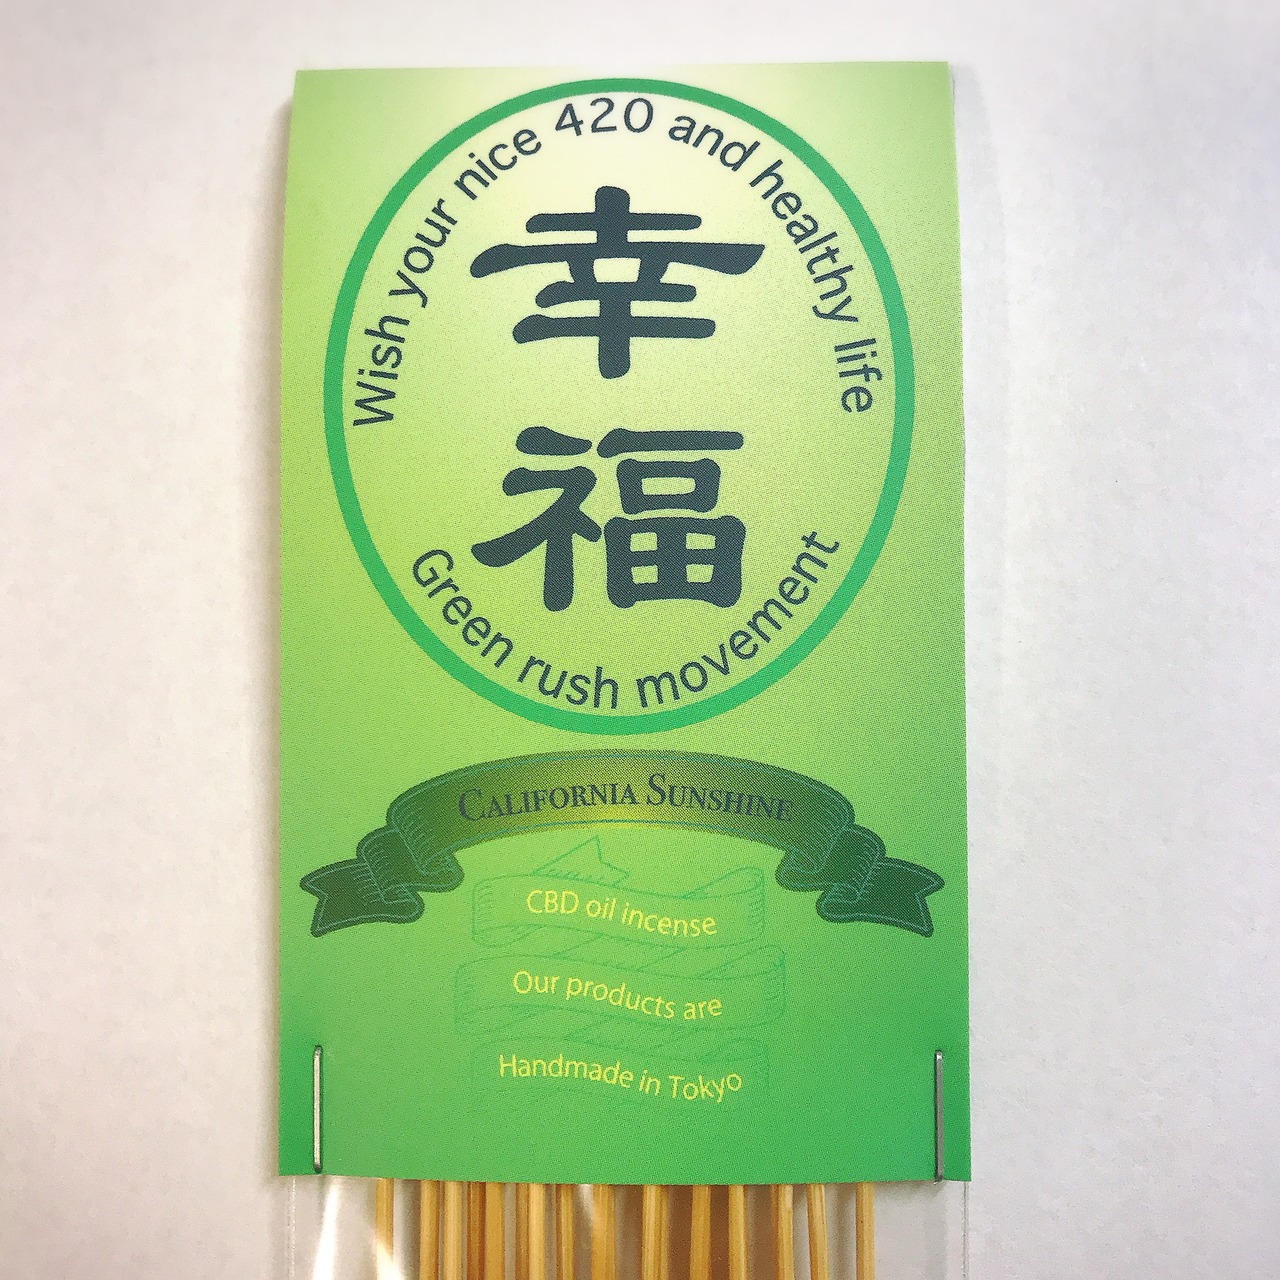 Wish your nice 420 and healthy life
幸
福
Green rush movement
CALIFORNIA SUNSHINE
CBD oil incense
Our products are
Handmade in Tokyo